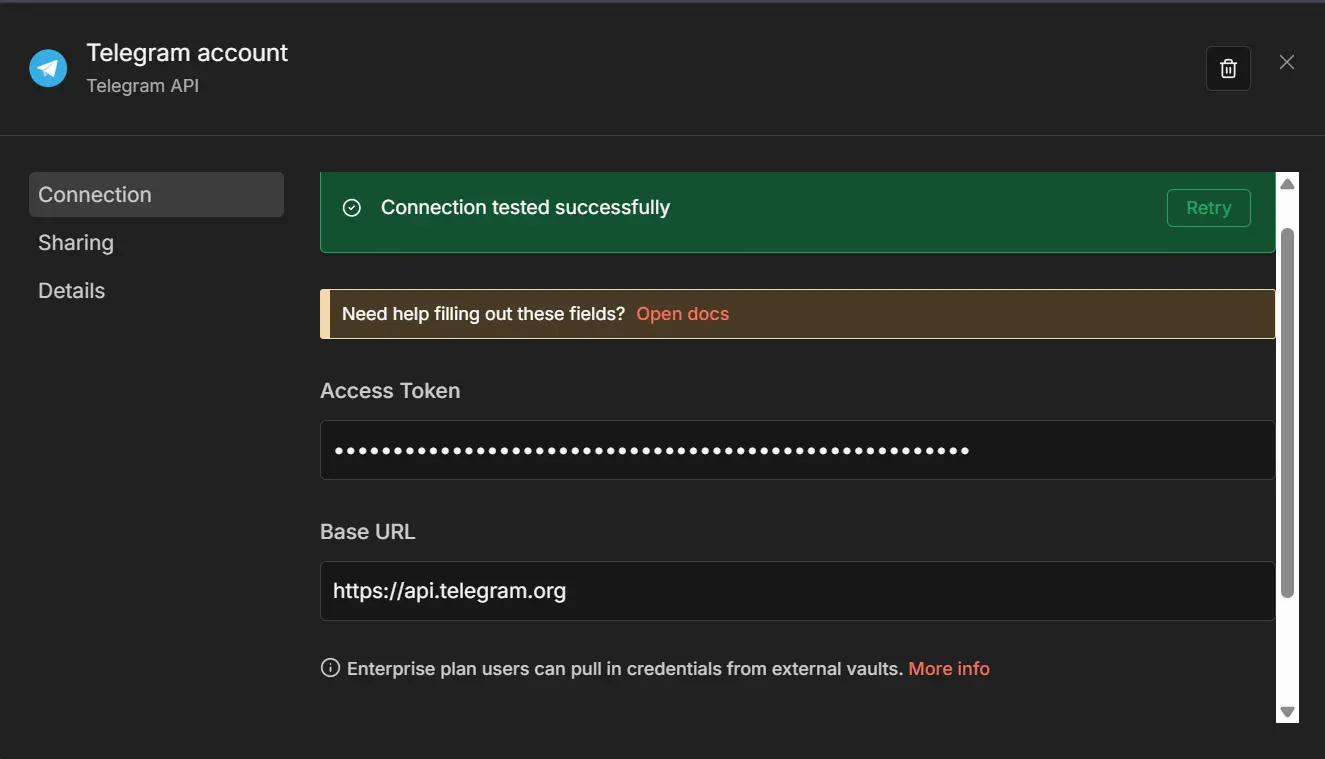 Telegram account
Telegram API
Connection
Sharing
Details
Connection tested successfully
Retry
Need help filling out these fields? Open docs
Access Token
••••••••••••••••••••••••••••••••••••••••••••••••••••••
Base URL
https://api.telegram.org
Enterprise plan users can pull in credentials from external vaults. More info